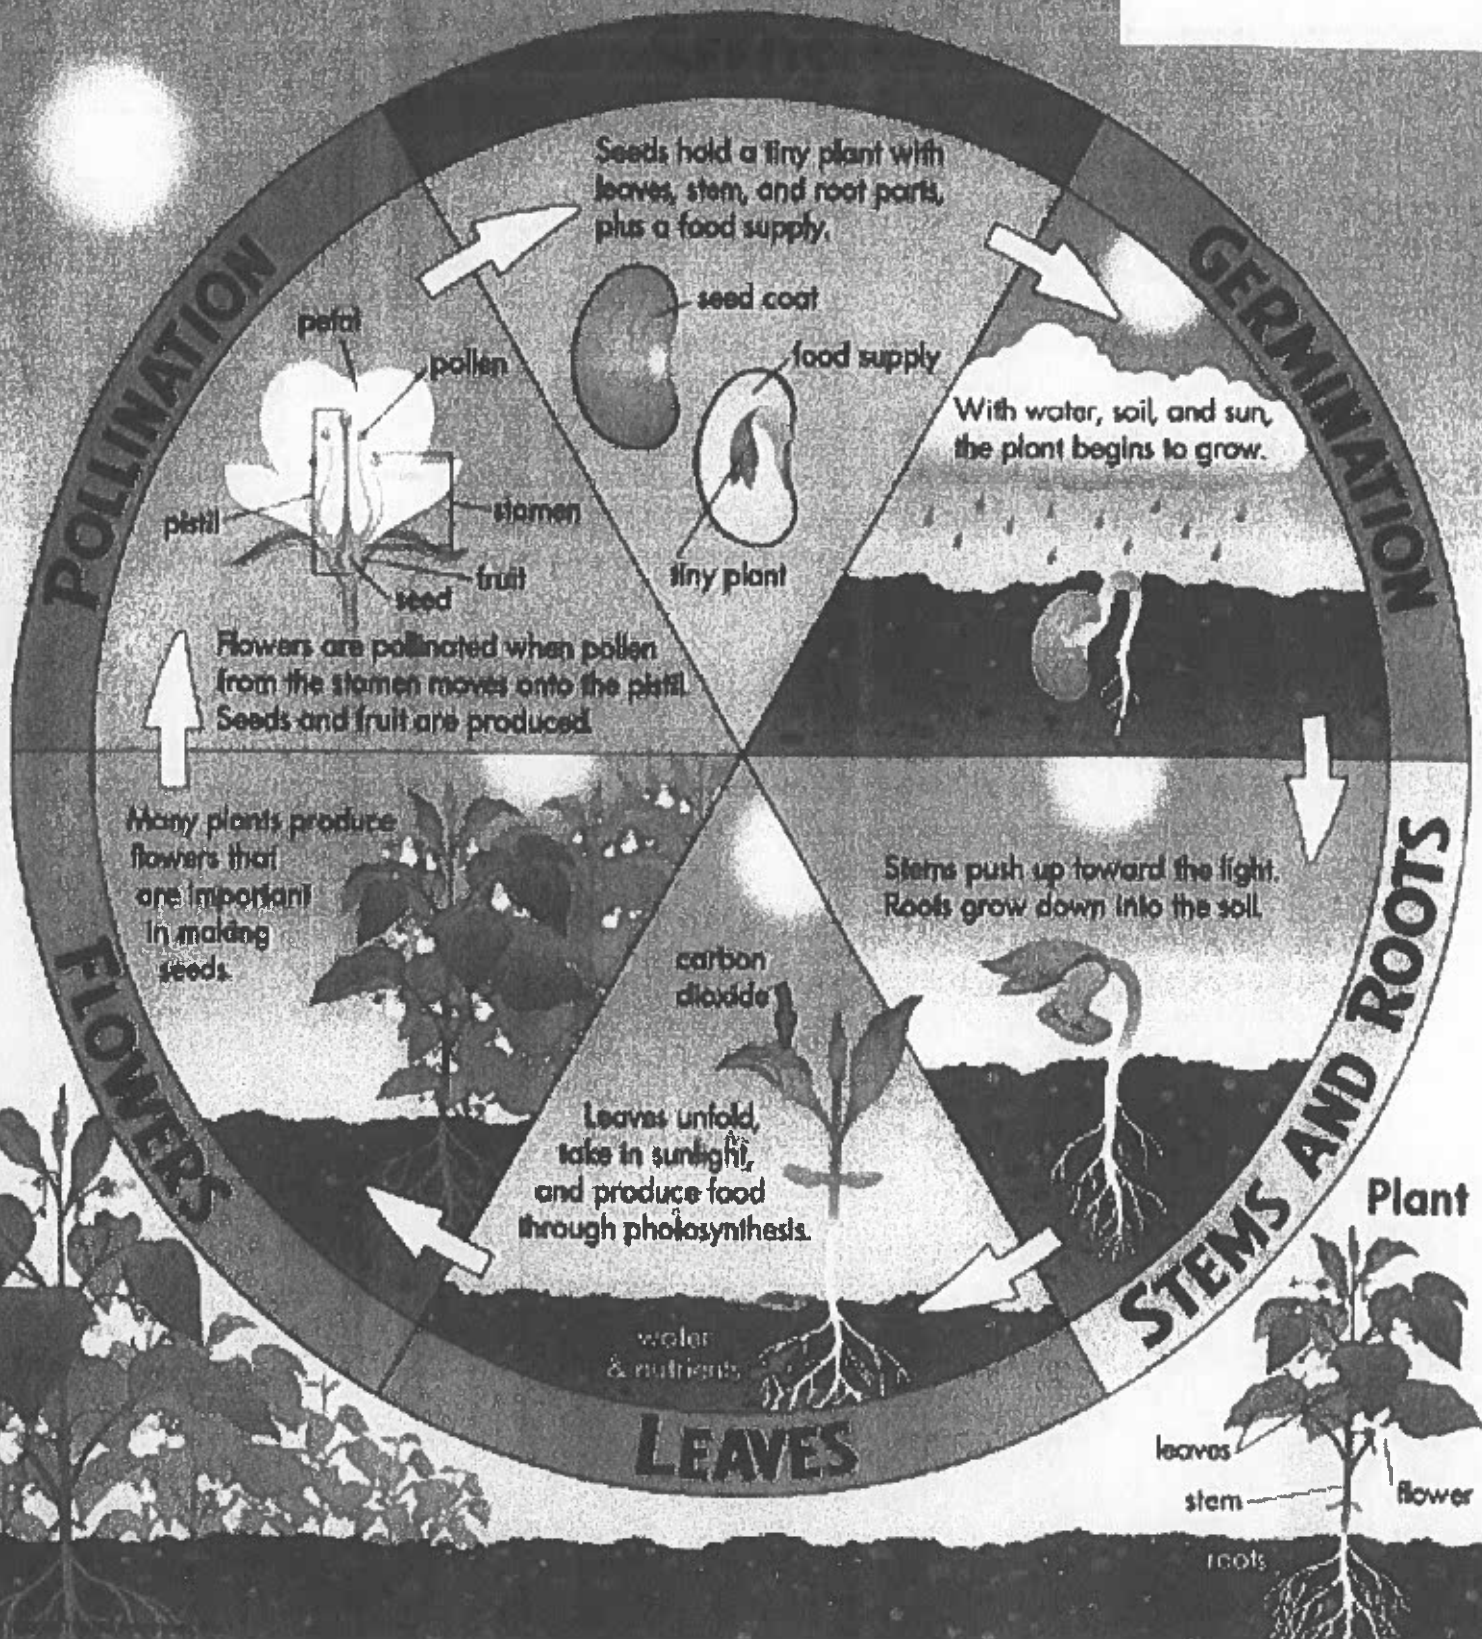 Seeds hold a tiny plant with
leaves, stem, and root parts,
plus a food supply.
seed coat
food supply
tiny plant
GERMINATION
With water, soil, and sun,
the plant begins to grow.
STEMS AND ROOTS
Stems push up toward the light.
Roots grow down into the soil.
LEAVES
carbon
dioxide
Leaves unfold,
take in sunlight,
and produce food
through photosynthesis.
water
& nutrients
FLOWERS
Many plants produce
flowers that
are important
in making
seeds.
POLLINATION
petal
pollen
pistil
stamen
fruit
seed
Flowers are pollinated when pollen
from the stamen moves onto the pistil.
Seeds and fruit are produced.
Plant
leaves
stem
flower
roots